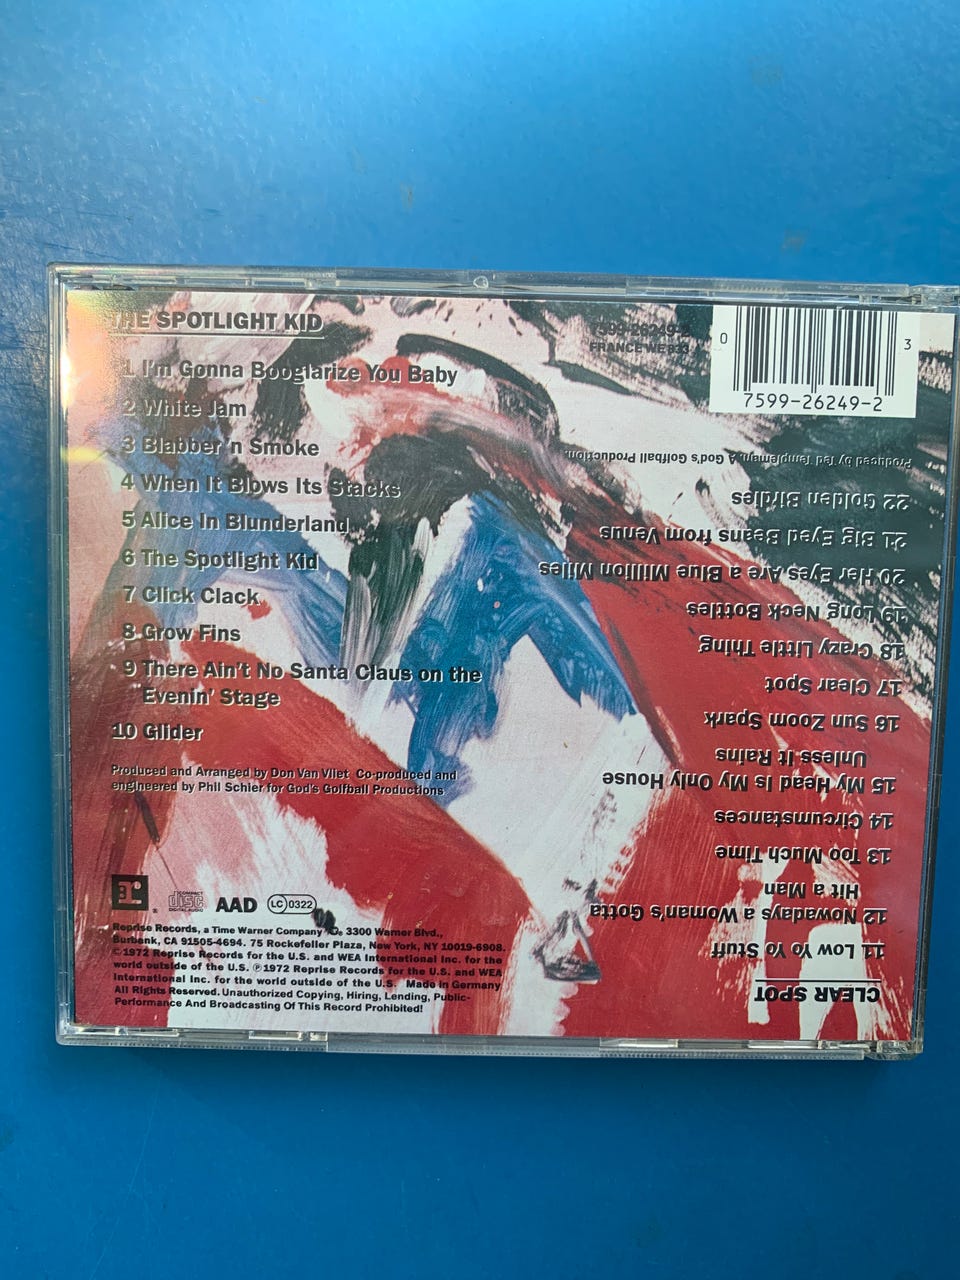 THE SPOTLIGHT KID
1 I'm Gonna Booglarize You Baby
2 White Jam
3 Blabber 'n Smoke
4 When It Blows Its Stacks
5 Alice In Blunderland
6 The Spotlight Kid
7 Click Clack
8 Grow Fins
9 There Ain't No Santa Claus on the
Evenin' Stage
10 Glider
Produced and Arranged by Don Van Vliet Co-produced and
engineered by Phil Schier for God's Golfball Productions
COMPACT
disc
DIGITAL AUDIO
AAD
LC 0322
Reprise Records, a Time Warner Company 3300 Warner Blvd.,
Burbank, CA 91505-4694. 75 Rockefeller Plaza, New York, NY 10019-6908.
©1972 Reprise Records for the U.S. and WEA International Inc. for the
world outside of the U.S. ℗1972 Reprise Records for the U.S. and WEA
International Inc. for the world outside of the U.S. Made in Germany
All Rights Reserved. Unauthorized Copying, Hiring, Lending, Public-
Performance And Broadcasting Of This Record Prohibited!
7599-26249-2
FRANCE WE 833
0
3
7599-26249-2
CLEAR SPOT
11 Low Yo Yo Stuff
12 Nowadays a Woman's Gotta
Hit a Man
13 Too Much Time
14 Circumstances
15 My Head Is My Only House
Unless It Rains
16 Sun Zoom Spark
17 Clear Spot
18 Crazy Little Thing
19 Long Neck Bottles
20 Her Eyes Are a Blue Million Miles
21 Big Eyed Beans from Venus
22 Golden Birdies
Produced by Ted Templeman A God's Golfball Production.